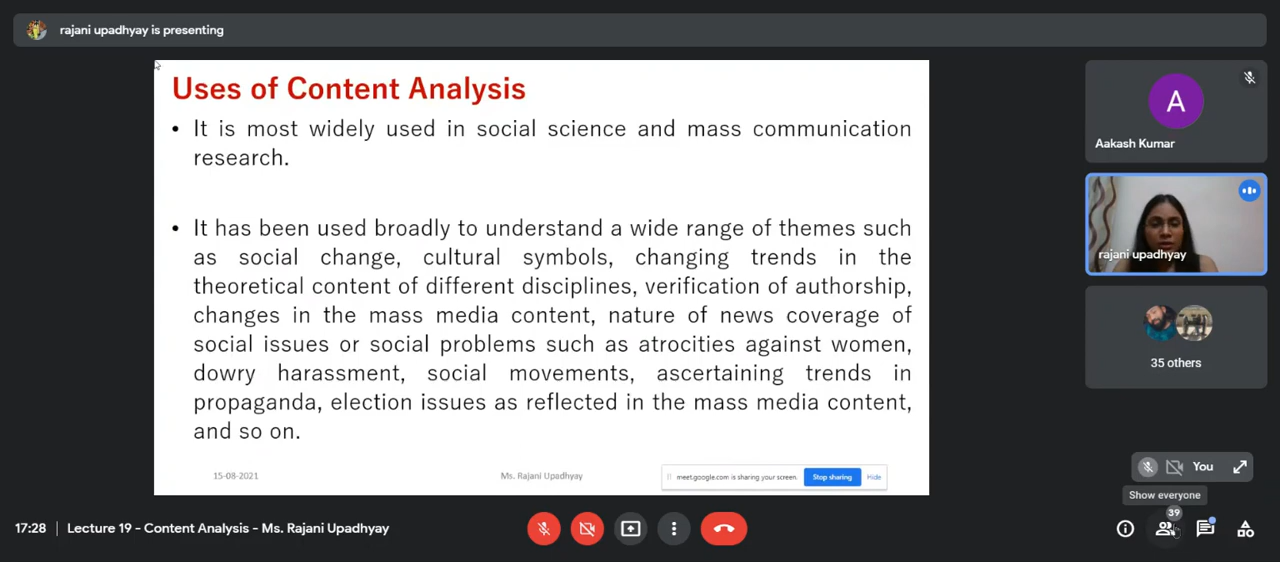 rajani upadhyay is presenting
Uses of Content Analysis
• It is most widely used in social science and mass communication
research.
• It has been used broadly to understand a wide range of themes such
as social change, cultural symbols, changing trends in the
theoretical content of different disciplines, verification of authorship,
changes in the mass media content, nature of news coverage of
social issues or social problems such as atrocities against women,
dowry harassment, social movements, ascertaining trends in
propaganda, election issues as reflected in the mass media content,
and so on.
15-08-2021
Ms. Rajani Upadhyay
meet.google.com is sharing your screen.
Stop sharing
Hide
A
Aakash Kumar
rajani upadhyay
35 others
You
Show everyone
39
17:28
Lecture 19 - Content Analysis - Ms. Rajani Upadhyay